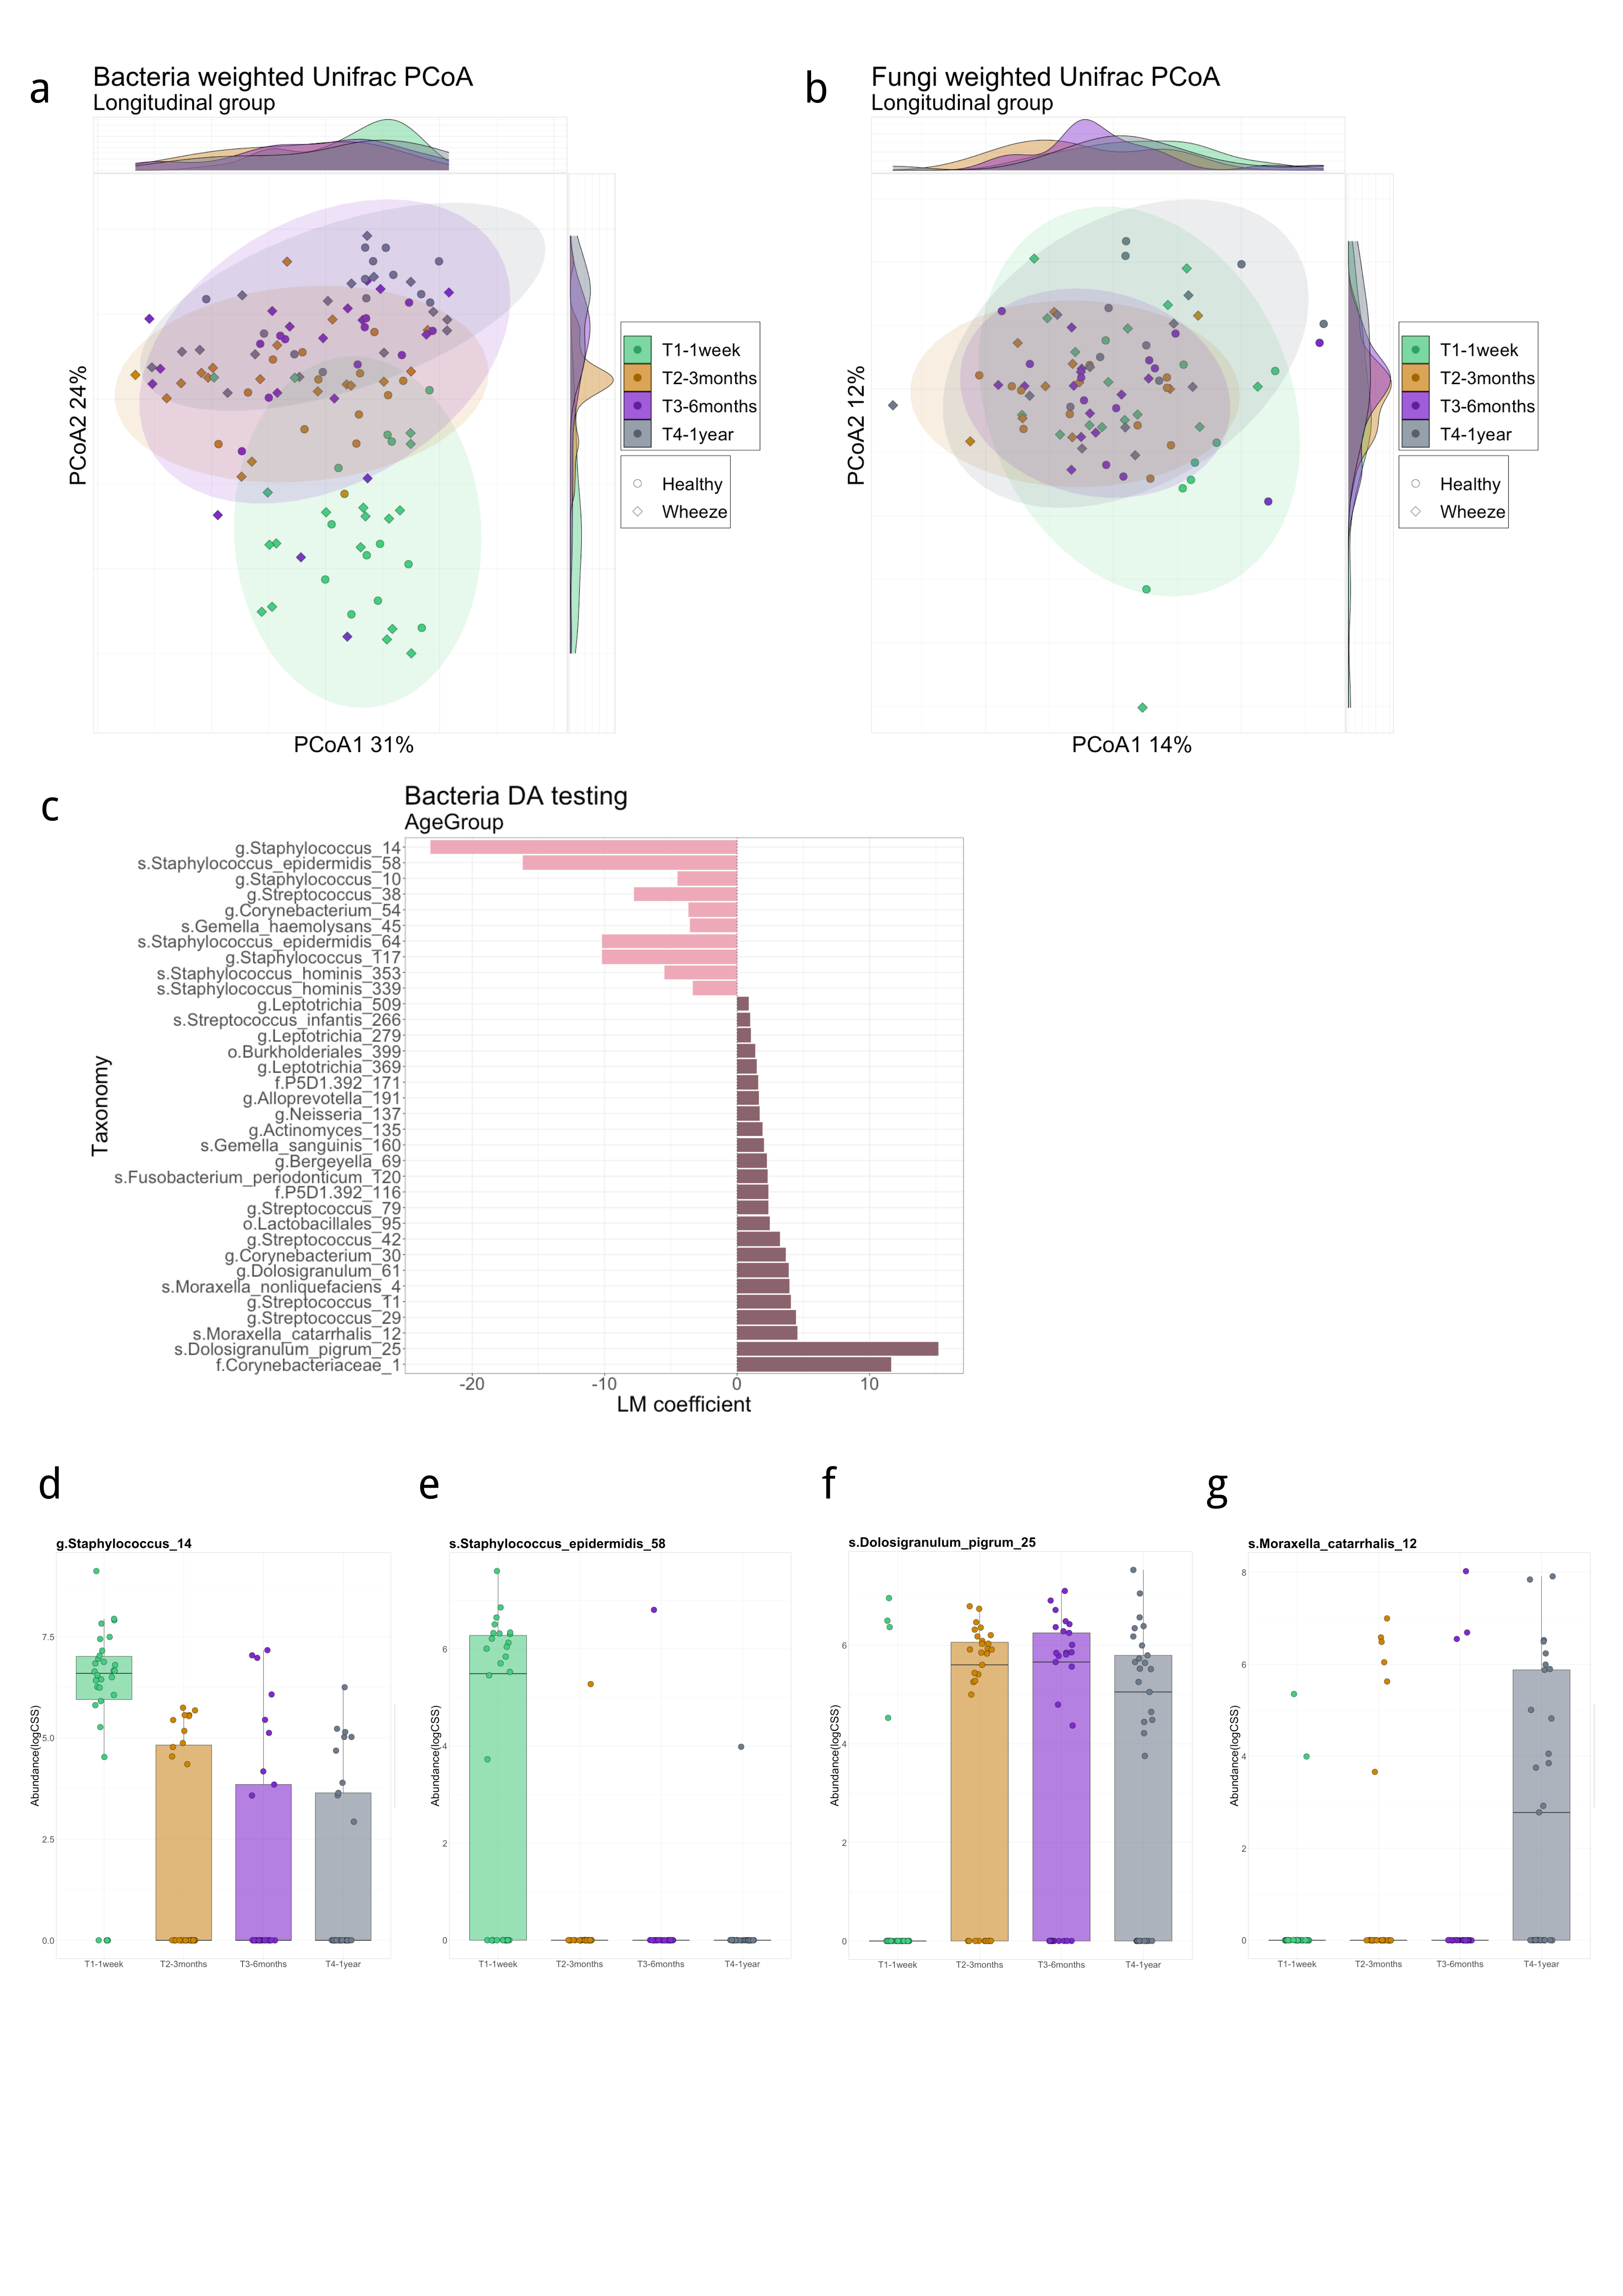 a
Bacteria weighted Unifrac PCoA
Longitudinal group
PCoA2 24%
PCoA1 31%
T1-1week
T2-3months
T3-6months
T4-1year
Healthy
Wheeze
b
Fungi weighted Unifrac PCoA
Longitudinal group
PCoA2 12%
PCoA1 14%
T1-1week
T2-3months
T3-6months
T4-1year
Healthy
Wheeze
c
Bacteria DA testing
AgeGroup
Taxonomy
g.Staphylococcus_14
s.Staphylococcus_epidermidis_58
g.Staphylococcus_10
g.Streptococcus_38
g.Corynebacterium_54
s.Gemella_haemolysans_45
s.Staphylococcus_epidermidis_64
g.Staphylococcus_117
s.Staphylococcus_hominis_353
s.Staphylococcus_hominis_339
g.Leptotrichia_509
s.Streptococcus_infantis_266
g.Leptotrichia_279
o.Burkholderiales_399
g.Leptotrichia_369
f.P5D1.392_171
g.Alloprevotella_191
g.Neisseria_137
g.Actinomyces_135
s.Gemella_sanguinis_160
g.Bergeyella_69
s.Fusobacterium_periodonticum_120
f.P5D1.392_116
g.Streptococcus_79
o.Lactobacillales_95
g.Streptococcus_42
g.Corynebacterium_30
g.Dolosigranulum_61
s.Moraxella_nonliquefaciens_4
g.Streptococcus_11
g.Streptococcus_29
s.Moraxella_catarrhalis_12
s.Dolosigranulum_pigrum_25
f.Corynebacteriaceae_1
-20 -10 0 10
LM coefficient
d
g.Staphylococcus_14
Abundance(logCSS)
7.5
5.0
2.5
0.0
T1-1week T2-3months T3-6months T4-1year
e
s.Staphylococcus_epidermidis_58
Abundance(logCSS)
6
4
2
0
T1-1week T2-3months T3-6months T4-1year
f
s.Dolosigranulum_pigrum_25
Abundance(logCSS)
6
4
2
0
T1-1week T2-3months T3-6months T4-1year
g
s.Moraxella_catarrhalis_12
Abundance(logCSS)
8
6
4
2
0
T1-1week T2-3months T3-6months T4-1year